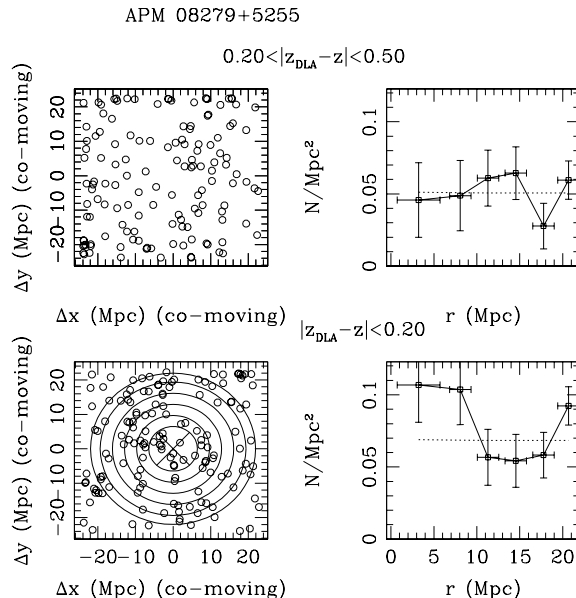 APM 08279+5255
0.20<|z_DLA−z|<0.50
Δy (Mpc) (co−moving)
20
10
0
−10
−20
Δx (Mpc) (co−moving)
N/Mpc²
0.1
0.05
0
r (Mpc)
|z_DLA−z|<0.20
Δy (Mpc) (co−moving)
20
10
0
−10
−20
−20 −10 0 10 20
Δx (Mpc) (co−moving)
N/Mpc²
0.1
0.05
0
0 5 10 15 20
r (Mpc)